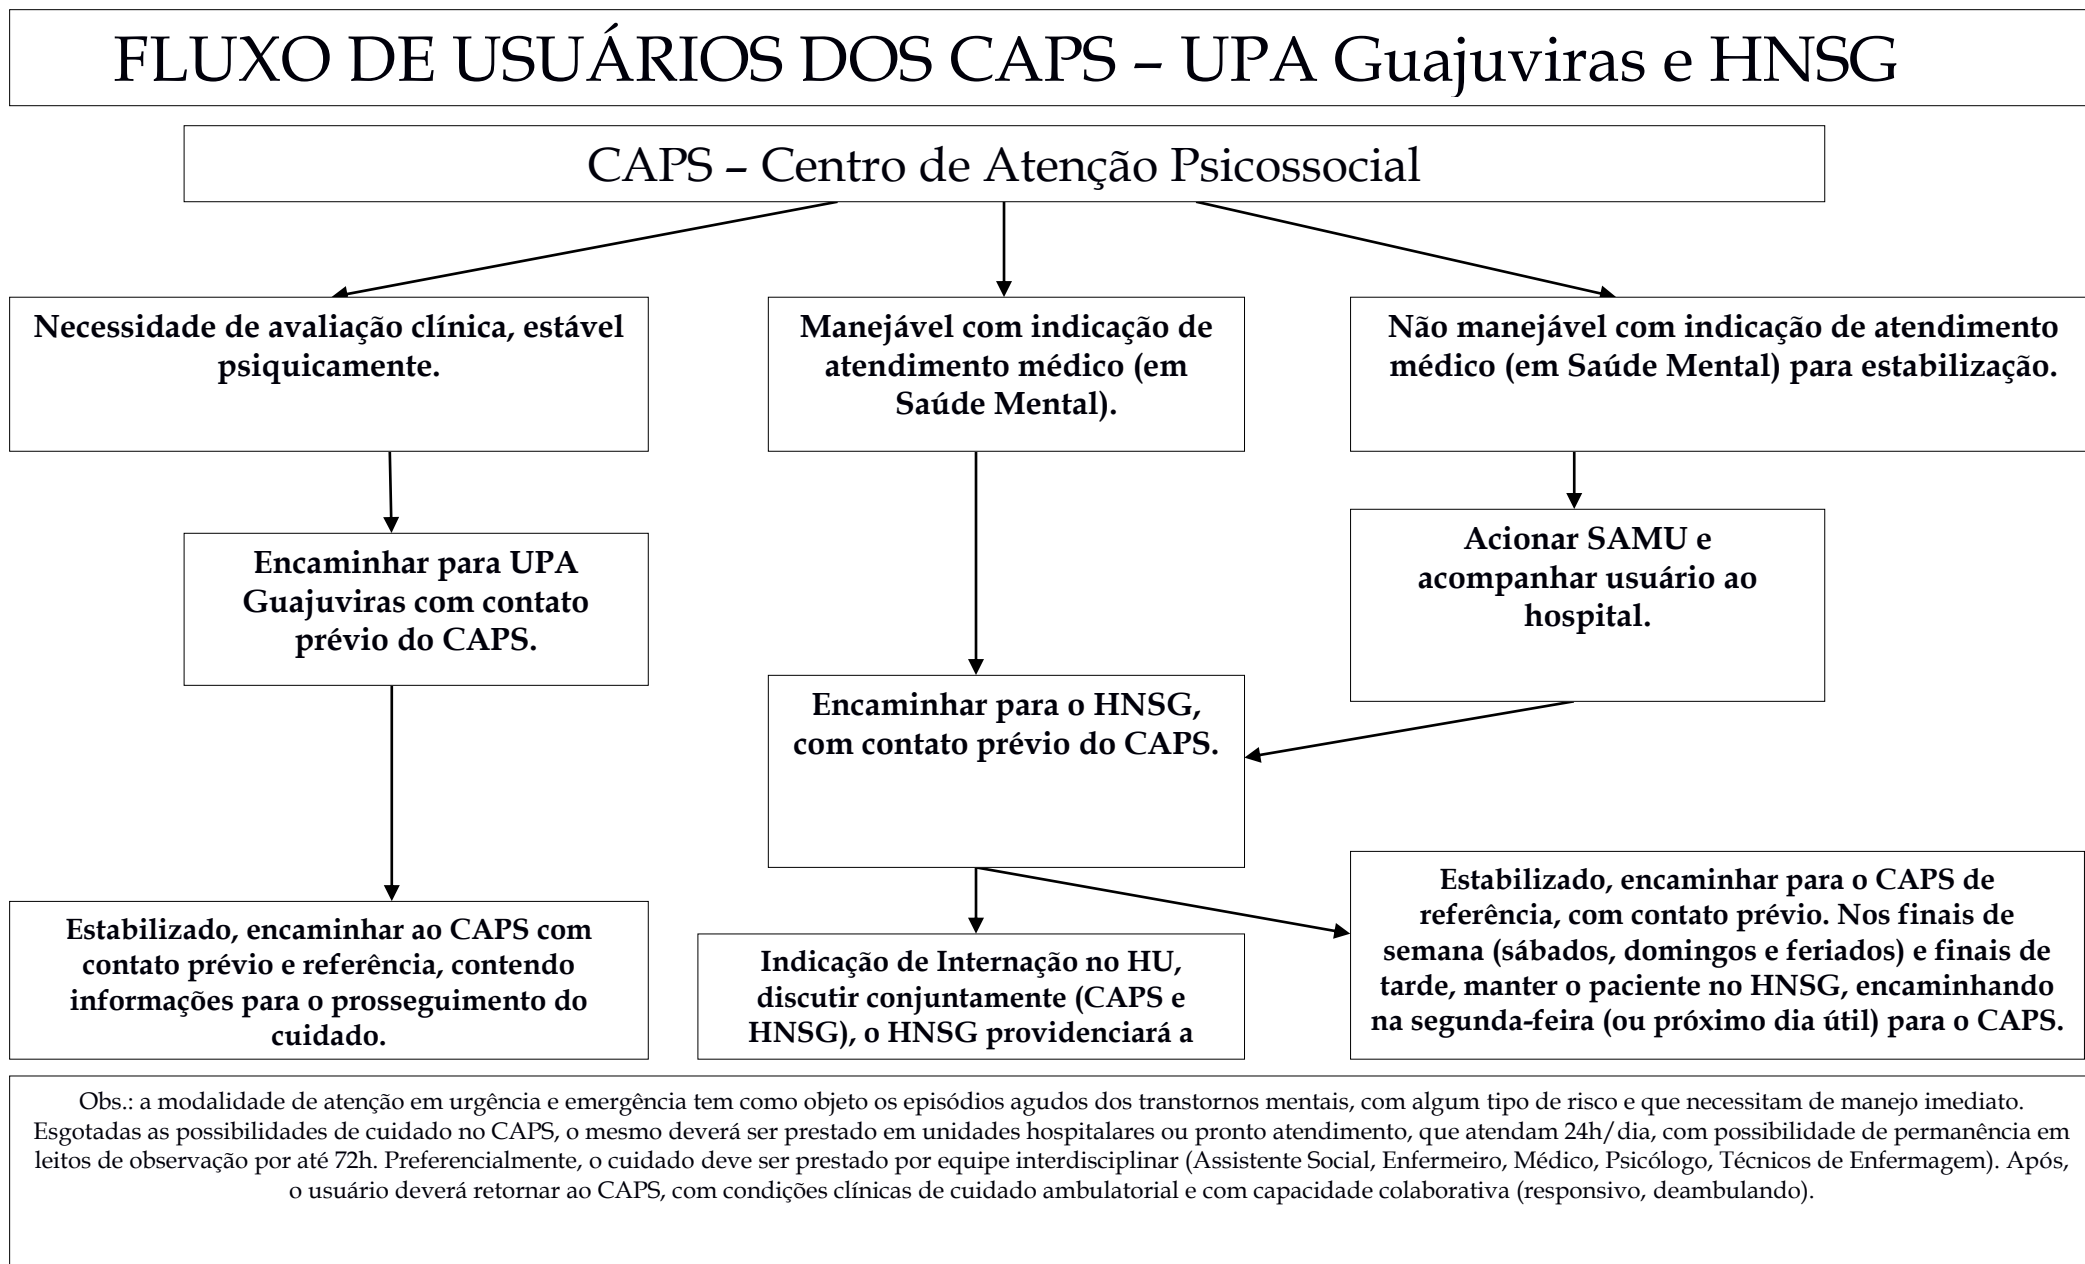 FLUXO DE USUÁRIOS DOS CAPS – UPA Guajuviras e HNSG
CAPS – Centro de Atenção Psicossocial
Necessidade de avaliação clínica, estável
psiquicamente.
Manejável com indicação de
atendimento médico (em
Saúde Mental).
Não manejável com indicação de atendimento
médico (em Saúde Mental) para estabilização.
Encaminhar para UPA
Guajuviras com contato
prévio do CAPS.
Acionar SAMU e
acompanhar usuário ao
hospital.
Encaminhar para o HNSG,
com contato prévio do CAPS.
Estabilizado, encaminhar ao CAPS com
contato prévio e referência, contendo
informações para o prosseguimento do
cuidado.
Indicação de Internação no HU,
discutir conjuntamente (CAPS e
HNSG), o HNSG providenciará a
Estabilizado, encaminhar para o CAPS de
referência, com contato prévio. Nos finais de
semana (sábados, domingos e feriados) e finais de
tarde, manter o paciente no HNSG, encaminhando
na segunda-feira (ou próximo dia útil) para o CAPS.
Obs.: a modalidade de atenção em urgência e emergência tem como objeto os episódios agudos dos transtornos mentais, com algum tipo de risco e que necessitam de manejo imediato.
Esgotadas as possibilidades de cuidado no CAPS, o mesmo deverá ser prestado em unidades hospitalares ou pronto atendimento, que atendam 24h/dia, com possibilidade de permanência em
leitos de observação por até 72h. Preferencialmente, o cuidado deve ser prestado por equipe interdisciplinar (Assistente Social, Enfermeiro, Médico, Psicólogo, Técnicos de Enfermagem). Após,
o usuário deverá retornar ao CAPS, com condições clínicas de cuidado ambulatorial e com capacidade colaborativa (responsivo, deambulando).